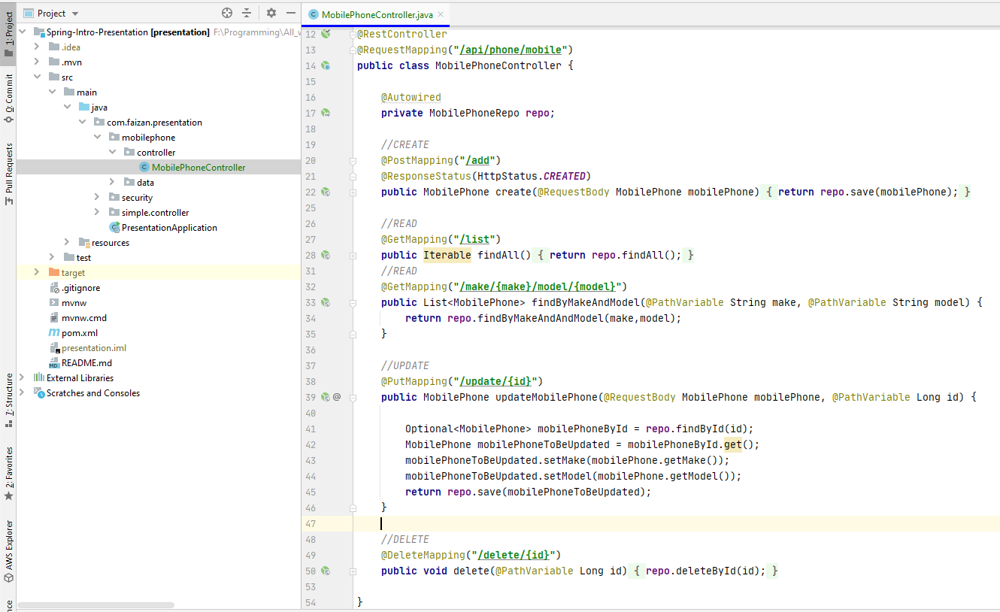 Project
Spring-Intro-Presentation [presentation] F:\Programming\All_
.idea
.mvn
src
main
java
com.faizan.presentation
mobilephone
controller
MobilePhoneController
data
security
simple.controller
PresentationApplication
resources
test
target
.gitignore
mvnw
mvnw.cmd
pom.xml
presentation.iml
README.md
External Libraries
Scratches and Consoles
1: Project
0: Commit
Pull Requests
7: Structure
2: Favorites
AWS Explorer
MobilePhoneController.java
12 @RestController
13 @RequestMapping("/api/phone/mobile")
14 public class MobilePhoneController {
15
16 @Autowired
17 private MobilePhoneRepo repo;
18
19 //CREATE
20 @PostMapping("/add")
21 @ResponseStatus(HttpStatus.CREATED)
22 public MobilePhone create(@RequestBody MobilePhone mobilePhone) { return repo.save(mobilePhone); }
25
26 //READ
27 @GetMapping("/list")
28 public Iterable findAll() { return repo.findAll(); }
31 //READ
32 @GetMapping("/make/{make}/model/{model}")
33 public List<MobilePhone> findByMakeAndModel(@PathVariable String make, @PathVariable String model) {
34 return repo.findByMakeAndAndModel(make,model);
35 }
36
37 //UPDATE
38 @PutMapping("/update/{id}")
39 @ public MobilePhone updateMobilePhone(@RequestBody MobilePhone mobilePhone, @PathVariable Long id) {
40
41 Optional<MobilePhone> mobilePhoneById = repo.findById(id);
42 MobilePhone mobilePhoneToBeUpdated = mobilePhoneById.get();
43 mobilePhoneToBeUpdated.setMake(mobilePhone.getMake());
44 mobilePhoneToBeUpdated.setModel(mobilePhone.getModel());
45 return repo.save(mobilePhoneToBeUpdated);
46 }
47
48 //DELETE
49 @DeleteMapping("/delete/{id}")
50 public void delete(@PathVariable Long id) { repo.deleteById(id); }
53
54 }